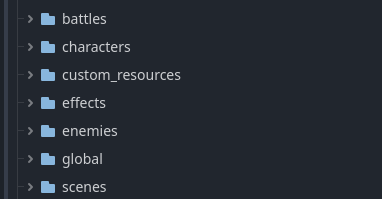 battles
characters
custom_resources
effects
enemies
global
scenes